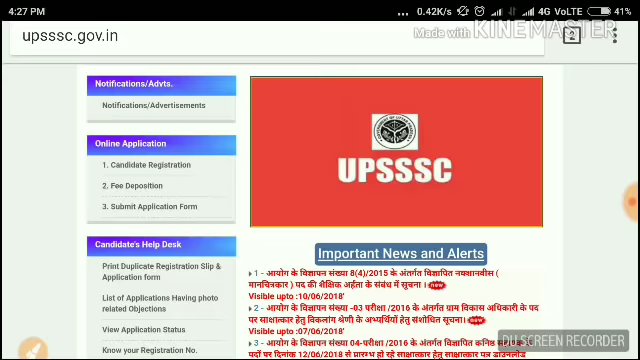 4:27 PM
... 0.42K/s 4G VoLTE 41%
Made with KINEMASTER
upsssc.gov.in
2
Notifications/Advts.
Notifications/Advertisements
Online Application
1. Candidate Registration
2. Fee Deposition
3. Submit Application Form
Candidate's Help Desk
Print Duplicate Registration Slip &
Application form
List of Applications Having photo
related Objections
View Application Status
Know your Registration No.
UPSSSC
Important News and Alerts
1 - आयोग के विज्ञापन संख्या 8(4)/2015 के अंतर्गत विज्ञापित नक्शानवीस
(मानचित्रकार) पद की शैक्षिक अर्हता के संबंध में सूचना। new
Visible upto :10/06/2018'
2 - आयोग के विज्ञापन संख्या -03 परीक्षा /2016 के अंतर्गत ग्राम विकास अधिकारी के पद
पर साक्षात्कार हेतु विकलांग श्रेणी के अभ्यर्थियों हेतु संशोधित सूचना। new
Visible upto :07/06/2018'
3 - आयोग के विज्ञापन संख्या 04-परीक्षा /2016 के अंतर्गत कनिष्ठ
पदों पर दिनांक 12/06/2018 से प्रारम्भ हो रहे साक्षात्कार हेतु साक्षात्कार पत्र डाउनलोड
DU SCREEN RECORDER